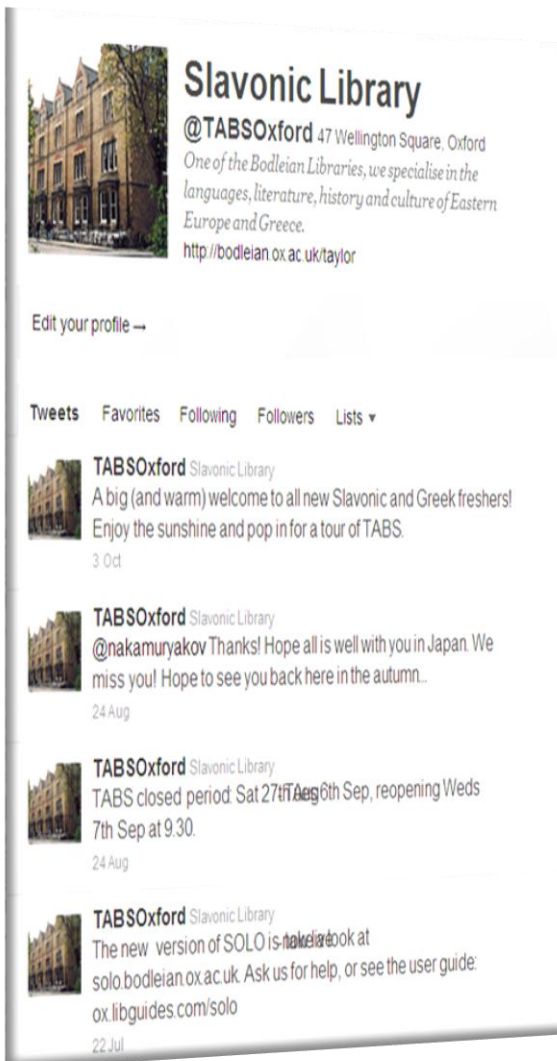 Slavonic Library
@TABSOxford 47 Wellington Square, Oxford
One of the Bodleian Libraries, we specialise in the
languages, literature, history and culture of Eastern
Europe and Greece.
http://bodleian.ox.ac.uk/taylor
Edit your profile →
Tweets Favorites Following Followers Lists ▾
TABSOxford Slavonic Library
A big (and warm) welcome to all new Slavonic and Greek freshers!
Enjoy the sunshine and pop in for a tour of TABS.
3 Oct
TABSOxford Slavonic Library
@nakamuryakov Thanks! Hope all is well with you in Japan. We
miss you! Hope to see you back here in the autumn...
24 Aug
TABSOxford Slavonic Library
TABS closed period: Sat 27th 6th Sep, reopening Weds
7th Sep at 9.30.
24 Aug
TABSOxford Slavonic Library
The new version of SOLO is look at
solo.bodleian.ox.ac.uk. Ask us for help, or see the user guide:
ox.libguides.com/solo
22 Jul